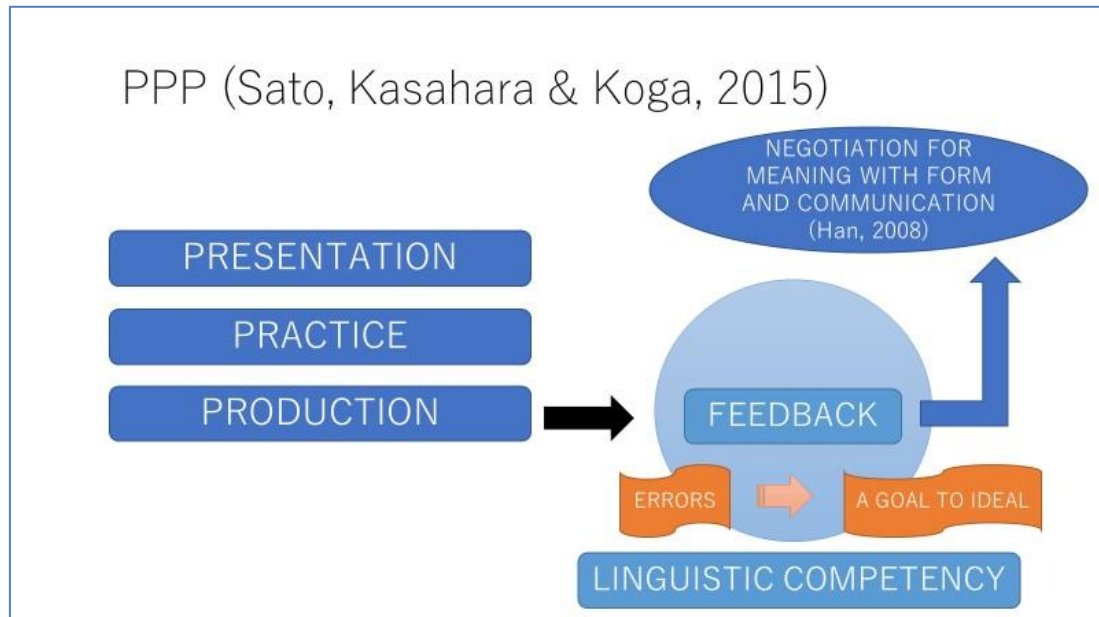 PPP (Sato, Kasahara & Koga, 2015)
NEGOTIATION FOR
MEANING WITH FORM
AND COMMUNICATION
(Han, 2008)
PRESENTATION
PRACTICE
PRODUCTION
FEEDBACK
ERRORS
A GOAL TO IDEAL
LINGUISTIC COMPETENCY